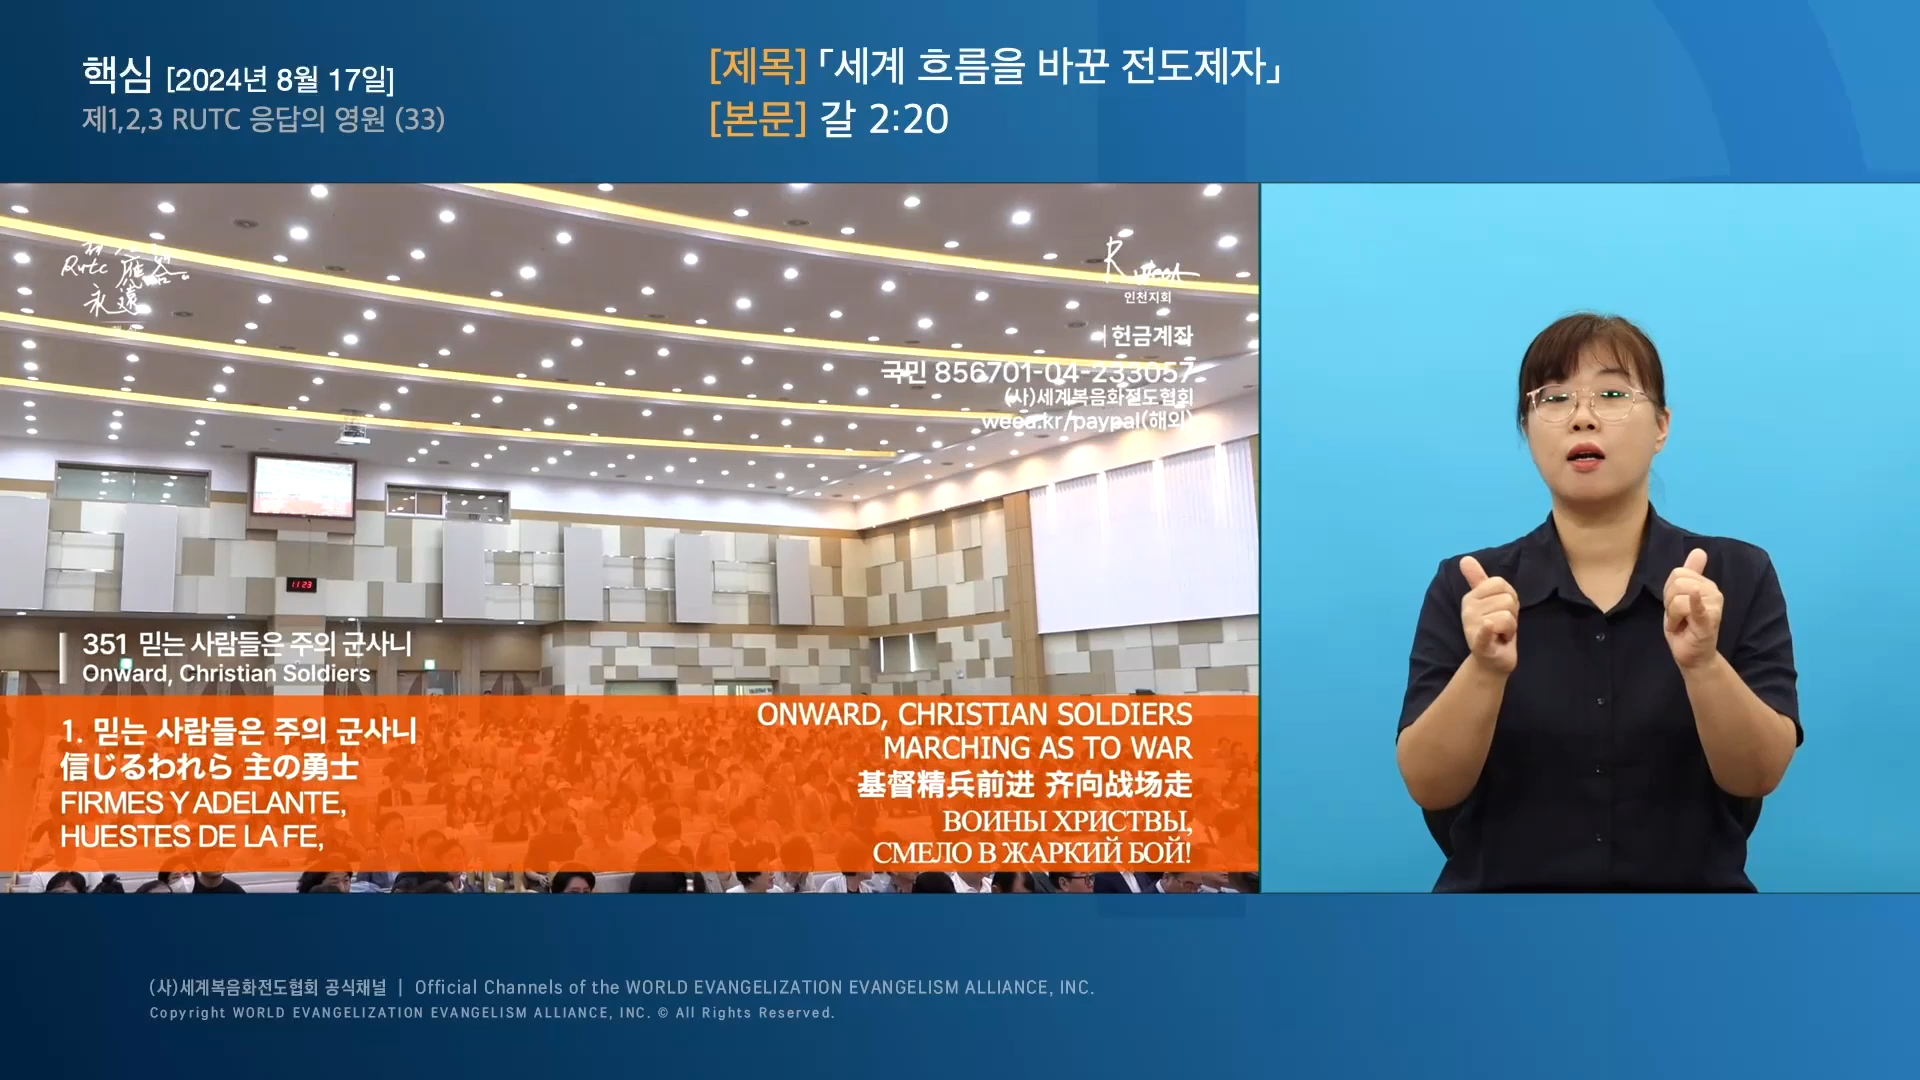 핵심 [2024년 8월 17일]
제1,2,3 RUTC 응답의 영원 (33)
[제목] 「세계 흐름을 바꾼 전도제자」
[본문] 갈 2:20
Rutc 應答
永遠
인천지회
헌금계좌
국민 856701-04-233057
(사)세계복음화전도협회
weea.kr/paypal(해외)
11:23
351 믿는 사람들은 주의 군사니
Onward, Christian Soldiers
1. 믿는 사람들은 주의 군사니
信じるわれら 主の勇士
FIRMES Y ADELANTE,
HUESTES DE LA FE,
ONWARD, CHRISTIAN SOLDIERS
MARCHING AS TO WAR
基督精兵前进 齐向战场走
ВОИНЫ ХРИСТВЫ,
СМЕЛО В ЖАРКИЙ БОЙ!
(사)세계복음화전도협회 공식채널 | Official Channels of the WORLD EVANGELIZATION EVANGELISM ALLIANCE, INC.
Copyright WORLD EVANGELIZATION EVANGELISM ALLIANCE, INC. © All Rights Reserved.